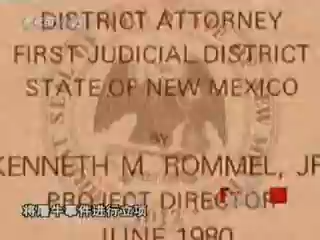 DISTRICT ATTORNEY
FIRST JUDICIAL DISTRICT
STATE OF NEW MEXICO
BY
KENNETH M. ROMMEL, JR
PROJECT DIRECTOR
将屠牛事件进行立项
JUNE 1980